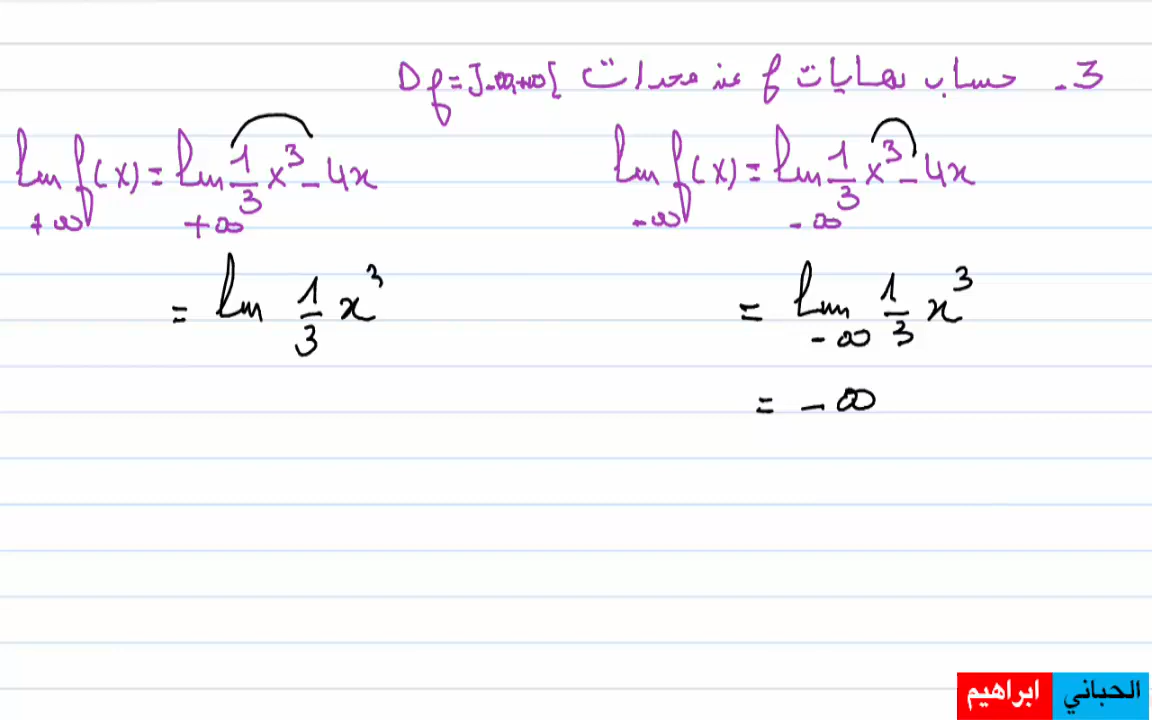 3 - حساب نهايات f عند محدات Df = ]-∞,+∞[
lim f(x) = lim 1/3 x³ - 4x
-∞ -∞
= lim 1/3 x³
-∞
= -∞
lim f(x) = lim 1/3 x³ - 4x
+∞ +∞
= lim 1/3 x³
الحباني ابراهيم